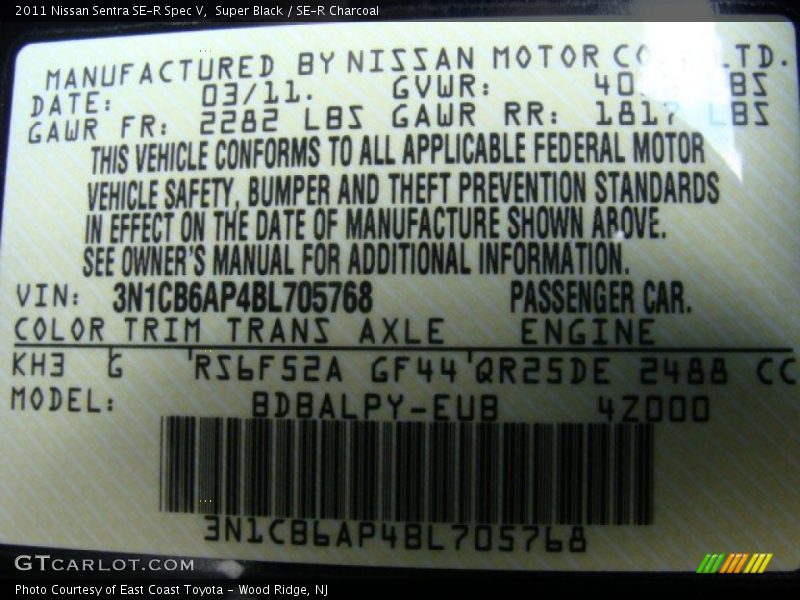 2011 Nissan Sentra SE-R Spec V, Super Black / SE-R Charcoal
MANUFACTURED BY NISSAN MOTOR LTD.
DATE: 03/11. GVWR: LBS
GAWR FR: 2282 LBS GAWR RR: 1817 LBS
THIS VEHICLE CONFORMS TO ALL APPLICABLE FEDERAL MOTOR
VEHICLE SAFETY, BUMPER AND THEFT PREVENTION STANDARDS
IN EFFECT ON THE DATE OF MANUFACTURE SHOWN ABOVE.
SEE OWNER'S MANUAL FOR ADDITIONAL INFORMATION.
VIN: 3N1CB6AP4BL705768 PASSENGER CAR.
COLOR TRIM TRANS AXLE ENGINE
KH3 G RS6F52A GF44 QR25DE 2488 CC
MODEL: BDBALPY-EUB 4Z000
3N1CB6AP4BL705768
GTCARLOT.COM
Photo Courtesy of East Coast Toyota - Wood Ridge, NJ